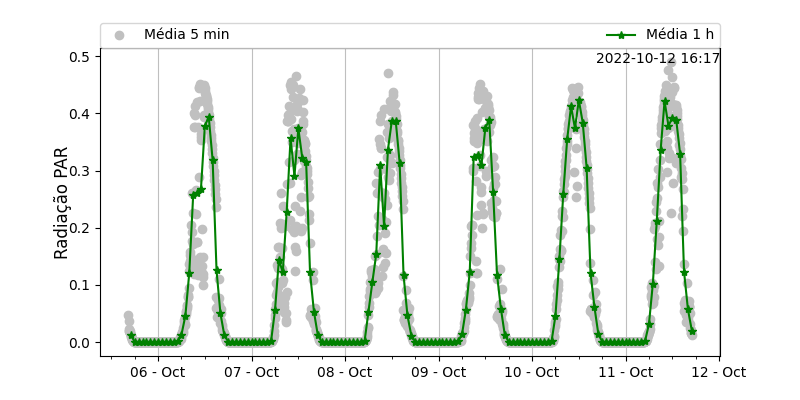 Média 5 min
Média 1 h
2022-10-12 16:17
Radiação PAR
0.5
0.4
0.3
0.2
0.1
0.0
06 - Oct
07 - Oct
08 - Oct
09 - Oct
10 - Oct
11 - Oct
12 - Oct